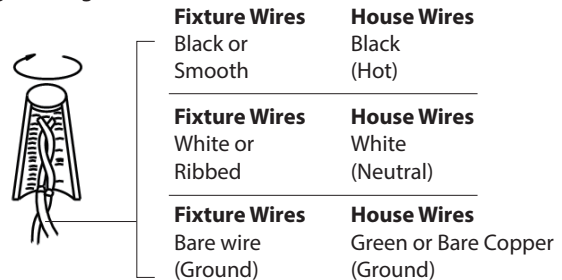 Fixture Wires House Wires
Black or Black
Smooth (Hot)
Fixture Wires House Wires
White or White
Ribbed (Neutral)
Fixture Wires House Wires
Bare wire Green or Bare Copper
(Ground) (Ground)